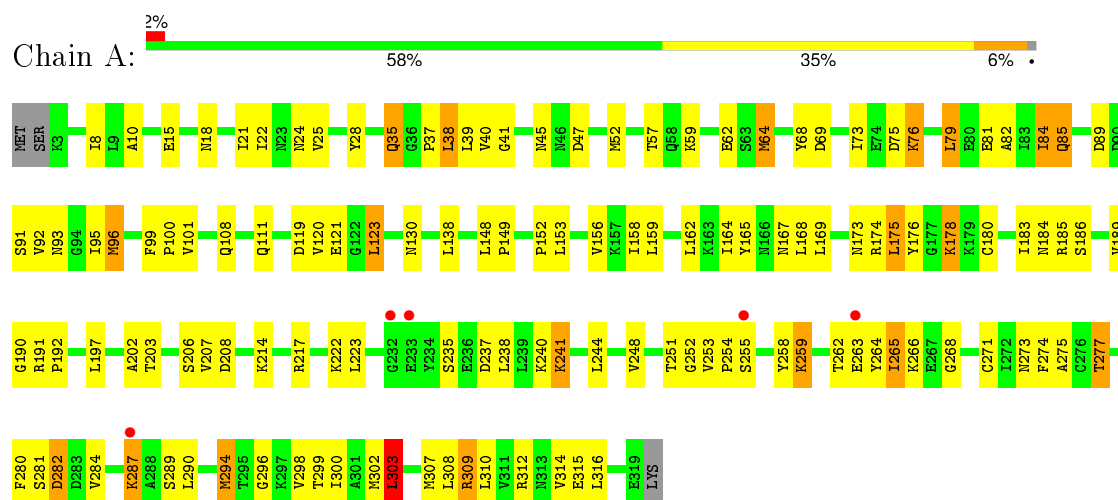 2%
Chain A:
58% 35% 6% •
MET SER K3 I8 I9 A10 E15 N18 I21 I22 N23 N24 V25 Y28 Q35 G36 P37 L38 L39 V40 G41 N45 N46 D47 M52 T57 Q58 K59 E62 S63 M64 Y68 D69 I73 E74 D75 K76 L79 E80 E81 A82 I83 I84 Q85 D89 D90
S91 V92 N93 G94 I95 M96 F99 P100 V101 Q108 Q111 D119 V120 E121 G122 L123 N130 L138 L148 P149 P152 L153 V156 K157 I158 L159 L162 K163 I164 Y165 N166 N167 L168 L169 N173 R174 L175 Y176 G177 K178 K179 C180 I183 N184 R185 S186
G190 R191 P192 L197 A202 T203 S206 V207 D208 K214 R217 K222 L223 G232 E233 Y234 S235 E236 D237 L238 L239 K240 K241 L244 V248 T251 G252 V253 P254 S255 Y258 K259 T262 E263 Y264 I265 K266 E267 G268 C271 I272 N273 F274 A275 C276 T277
F280 S281 D282 D283 V284 K287 A288 S289 L290 M294 T295 G296 K297 V298 T299 I300 A301 M302 L303 M307 L308 R309 L310 V311 R312 N313 V314 E315 L316 E319 LYS